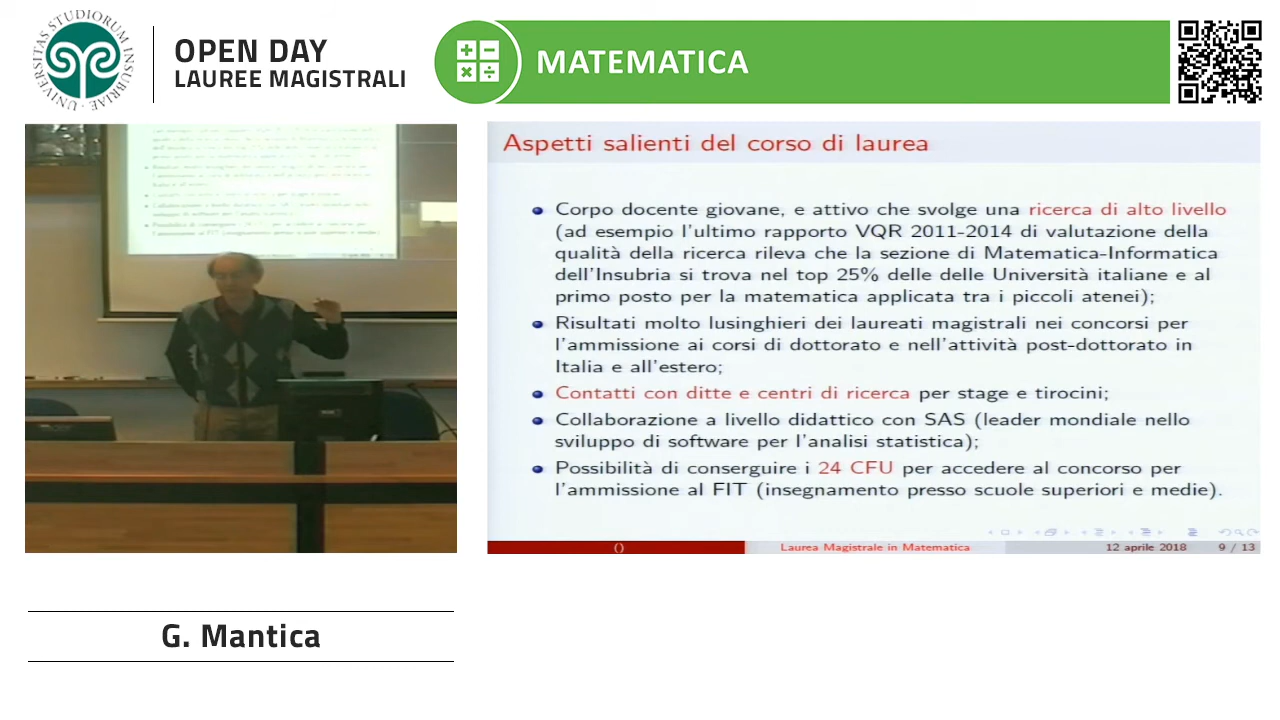 UNIVERSITAS STUDIORUM INSUBRIAE
OPEN DAY
LAUREE MAGISTRALI
MATEMATICA
Aspetti salienti del corso di laurea
Corpo docente giovane, e attivo che svolge una ricerca di alto livello
(ad esempio l'ultimo rapporto VQR 2011-2014 di valutazione della
qualità della ricerca rileva che la sezione di Matematica-Informatica
dell'Insubria si trova nel top 25% delle delle Università italiane e al
primo posto per la matematica applicata tra i piccoli atenei);
Risultati molto lusinghieri dei laureati magistrali nei concorsi per
l'ammissione ai corsi di dottorato e nell'attività post-dottorato in
Italia e all'estero;
Contatti con ditte e centri di ricerca per stage e tirocini;
Collaborazione a livello didattico con SAS (leader mondiale nello
sviluppo di software per l'analisi statistica);
Possibilità di conserguire i 24 CFU per accedere al concorso per
l'ammissione al FIT (insegnamento presso scuole superiori e medie).
() Laurea Magistrale in Matematica 12 aprile 2018 9 / 13
G. Mantica